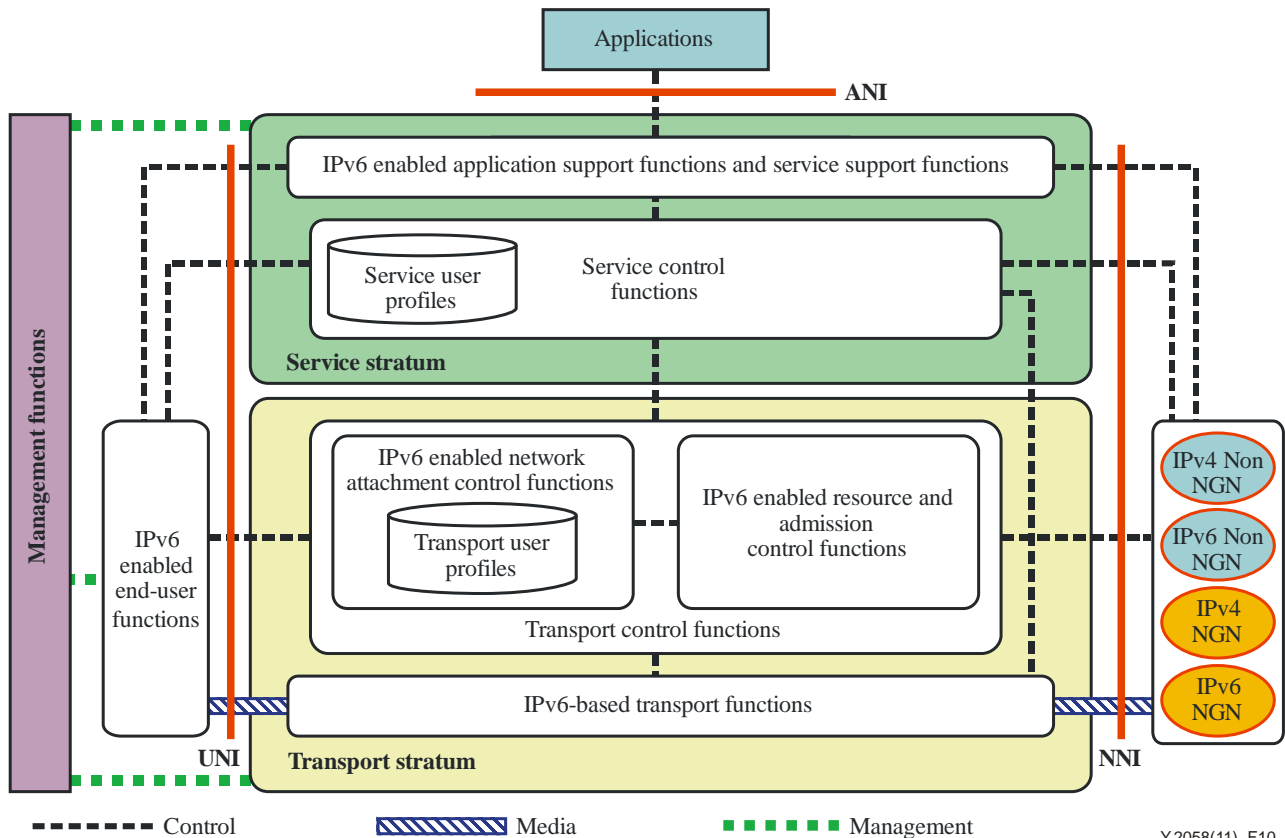 Applications
ANI
IPv6 enabled application support functions and service support functions
Service user
profiles
Service control
functions
Service stratum
Management functions
IPv6
enabled
end-user
functions
IPv6 enabled network
attachment control functions
Transport user
profiles
IPv6 enabled resource and
admission
control functions
Transport control functions
IPv6-based transport functions
Transport stratum
UNI
NNI
IPv4 Non
NGN
IPv6 Non
NGN
IPv4
NGN
IPv6
NGN
Control
Media
Management
Y.2058(11)_F10